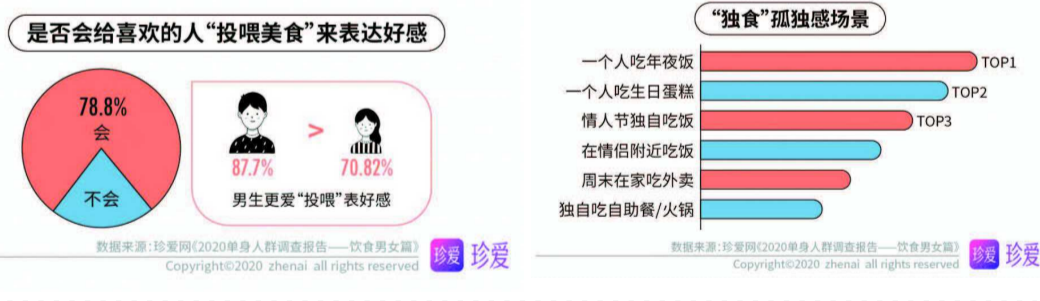 是否会给喜欢的人“投喂美食”来表达好感
78.8%
会
不会
>
87.7%
70.82%
男生更爱“投喂”表好感
数据来源:珍爱网《2020单身人群调查报告——饮食男女篇》
Copyright©2020 zhenai all rights reserved
珍爱 珍爱
“独食”孤独感场景
一个人吃年夜饭 TOP1
一个人吃生日蛋糕 TOP2
情人节独自吃饭 TOP3
在情侣附近吃饭
周末在家吃外卖
独自吃自助餐/火锅
数据来源:珍爱网《2020单身人群调查报告——饮食男女篇》
Copyright©2020 zhenai all rights reserved
珍爱 珍爱